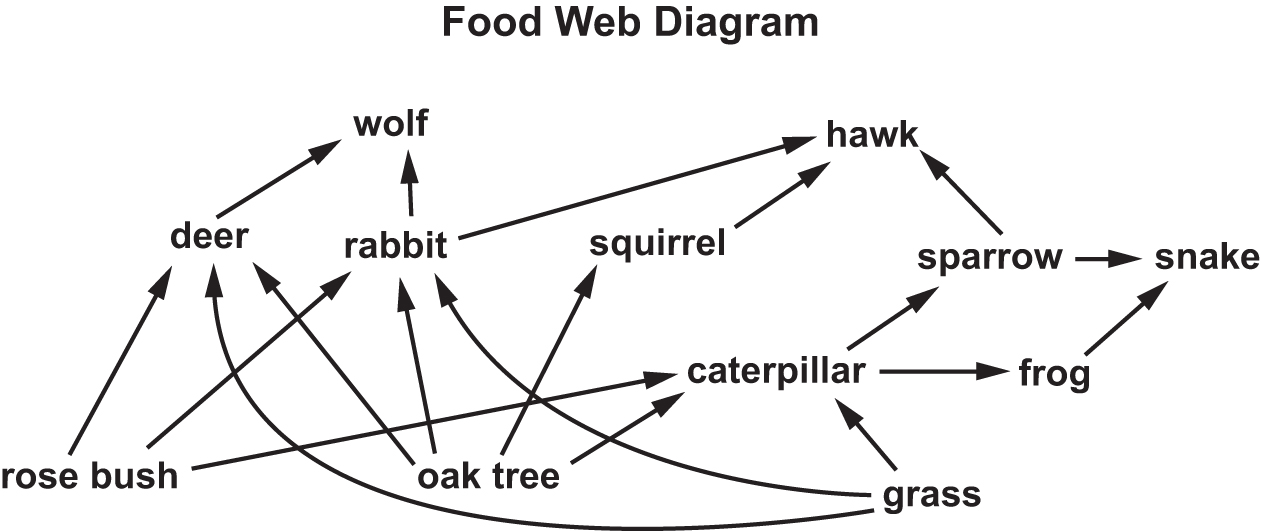 Food Web Diagram
wolf
hawk
deer
rabbit
squirrel
sparrow
snake
caterpillar
frog
rose bush
oak tree
grass